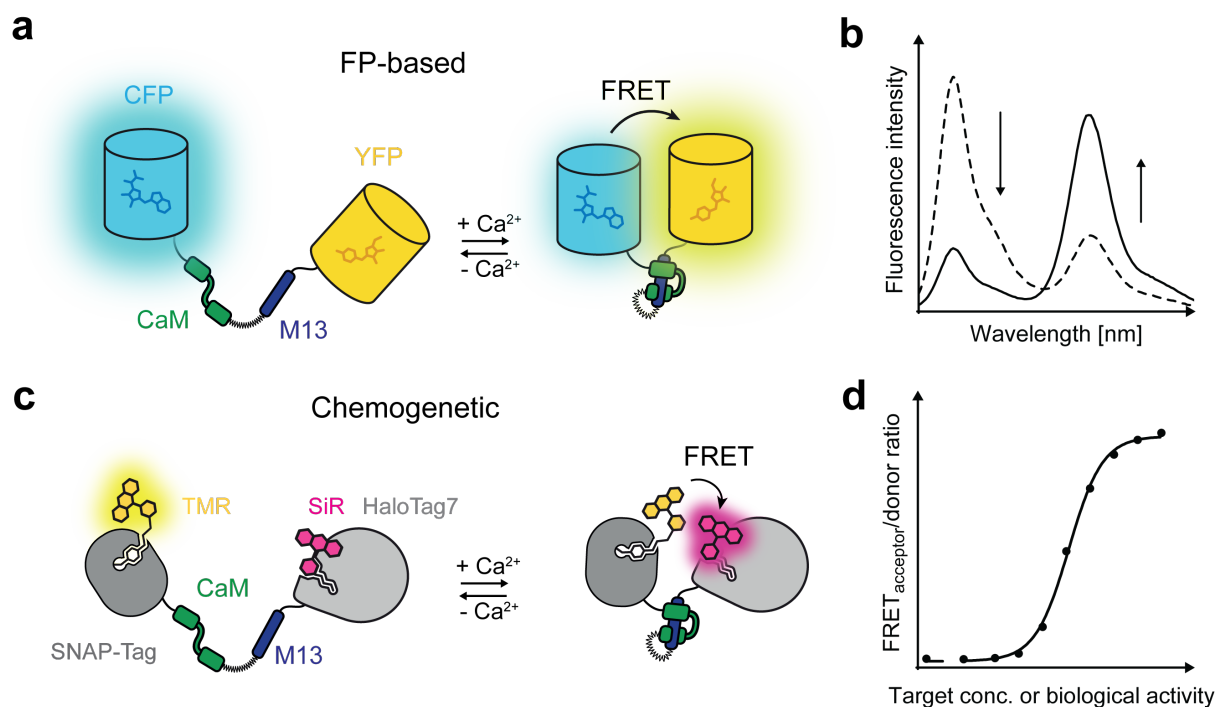 a
FP-based
CFP
YFP
CaM
M13
+ Ca²⁺
- Ca²⁺
FRET
b
Fluorescence intensity
Wavelength [nm]
c
Chemogenetic
TMR
SiR
HaloTag7
CaM
SNAP-Tag
M13
+ Ca²⁺
- Ca²⁺
FRET
d
FRETacceptor/donor ratio
Target conc. or biological activity